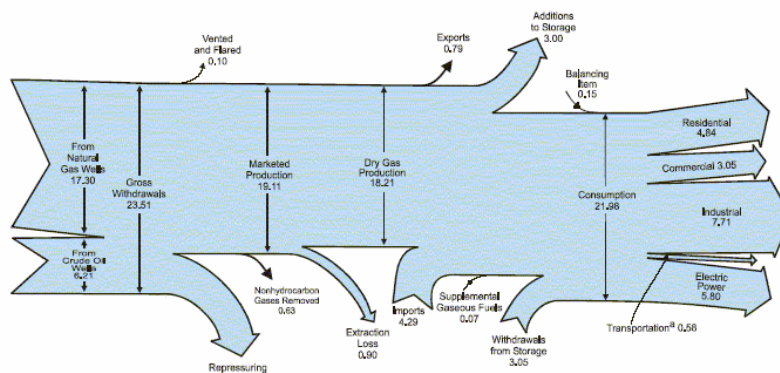 Vented
and Flared
0.10
Exports
0.79
Additions
to Storage
3.00
Balancing
Item
0.15
From
Natural
Gas Wells
17.30
Gross
Withdrawals
23.51
Marketed
Production
19.11
Dry Gas
Production
18.21
Consumption
21.98
Residential
4.84
Commercial 3.05
Industrial
7.71
From
Crude Oil
Wells
6.21
Nonhydrocarbon
Gases Removed
0.63
Extraction
Loss
0.90
Imports
4.29
Supplemental
Gaseous Fuels
0.07
Withdrawals
from Storage
3.05
Transportationᵃ 0.58
Electric
Power
5.80
Repressuring